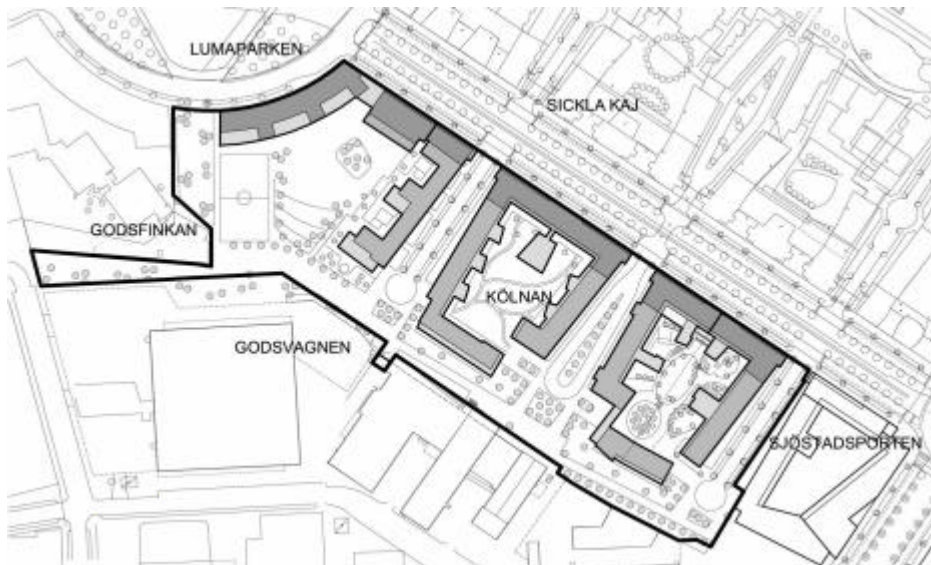 LUMAPARKEN
SICKLA KAJ
GODSFINKAN
KÖLNAN
GODSVAGNEN
SJÖSTADSPORTEN